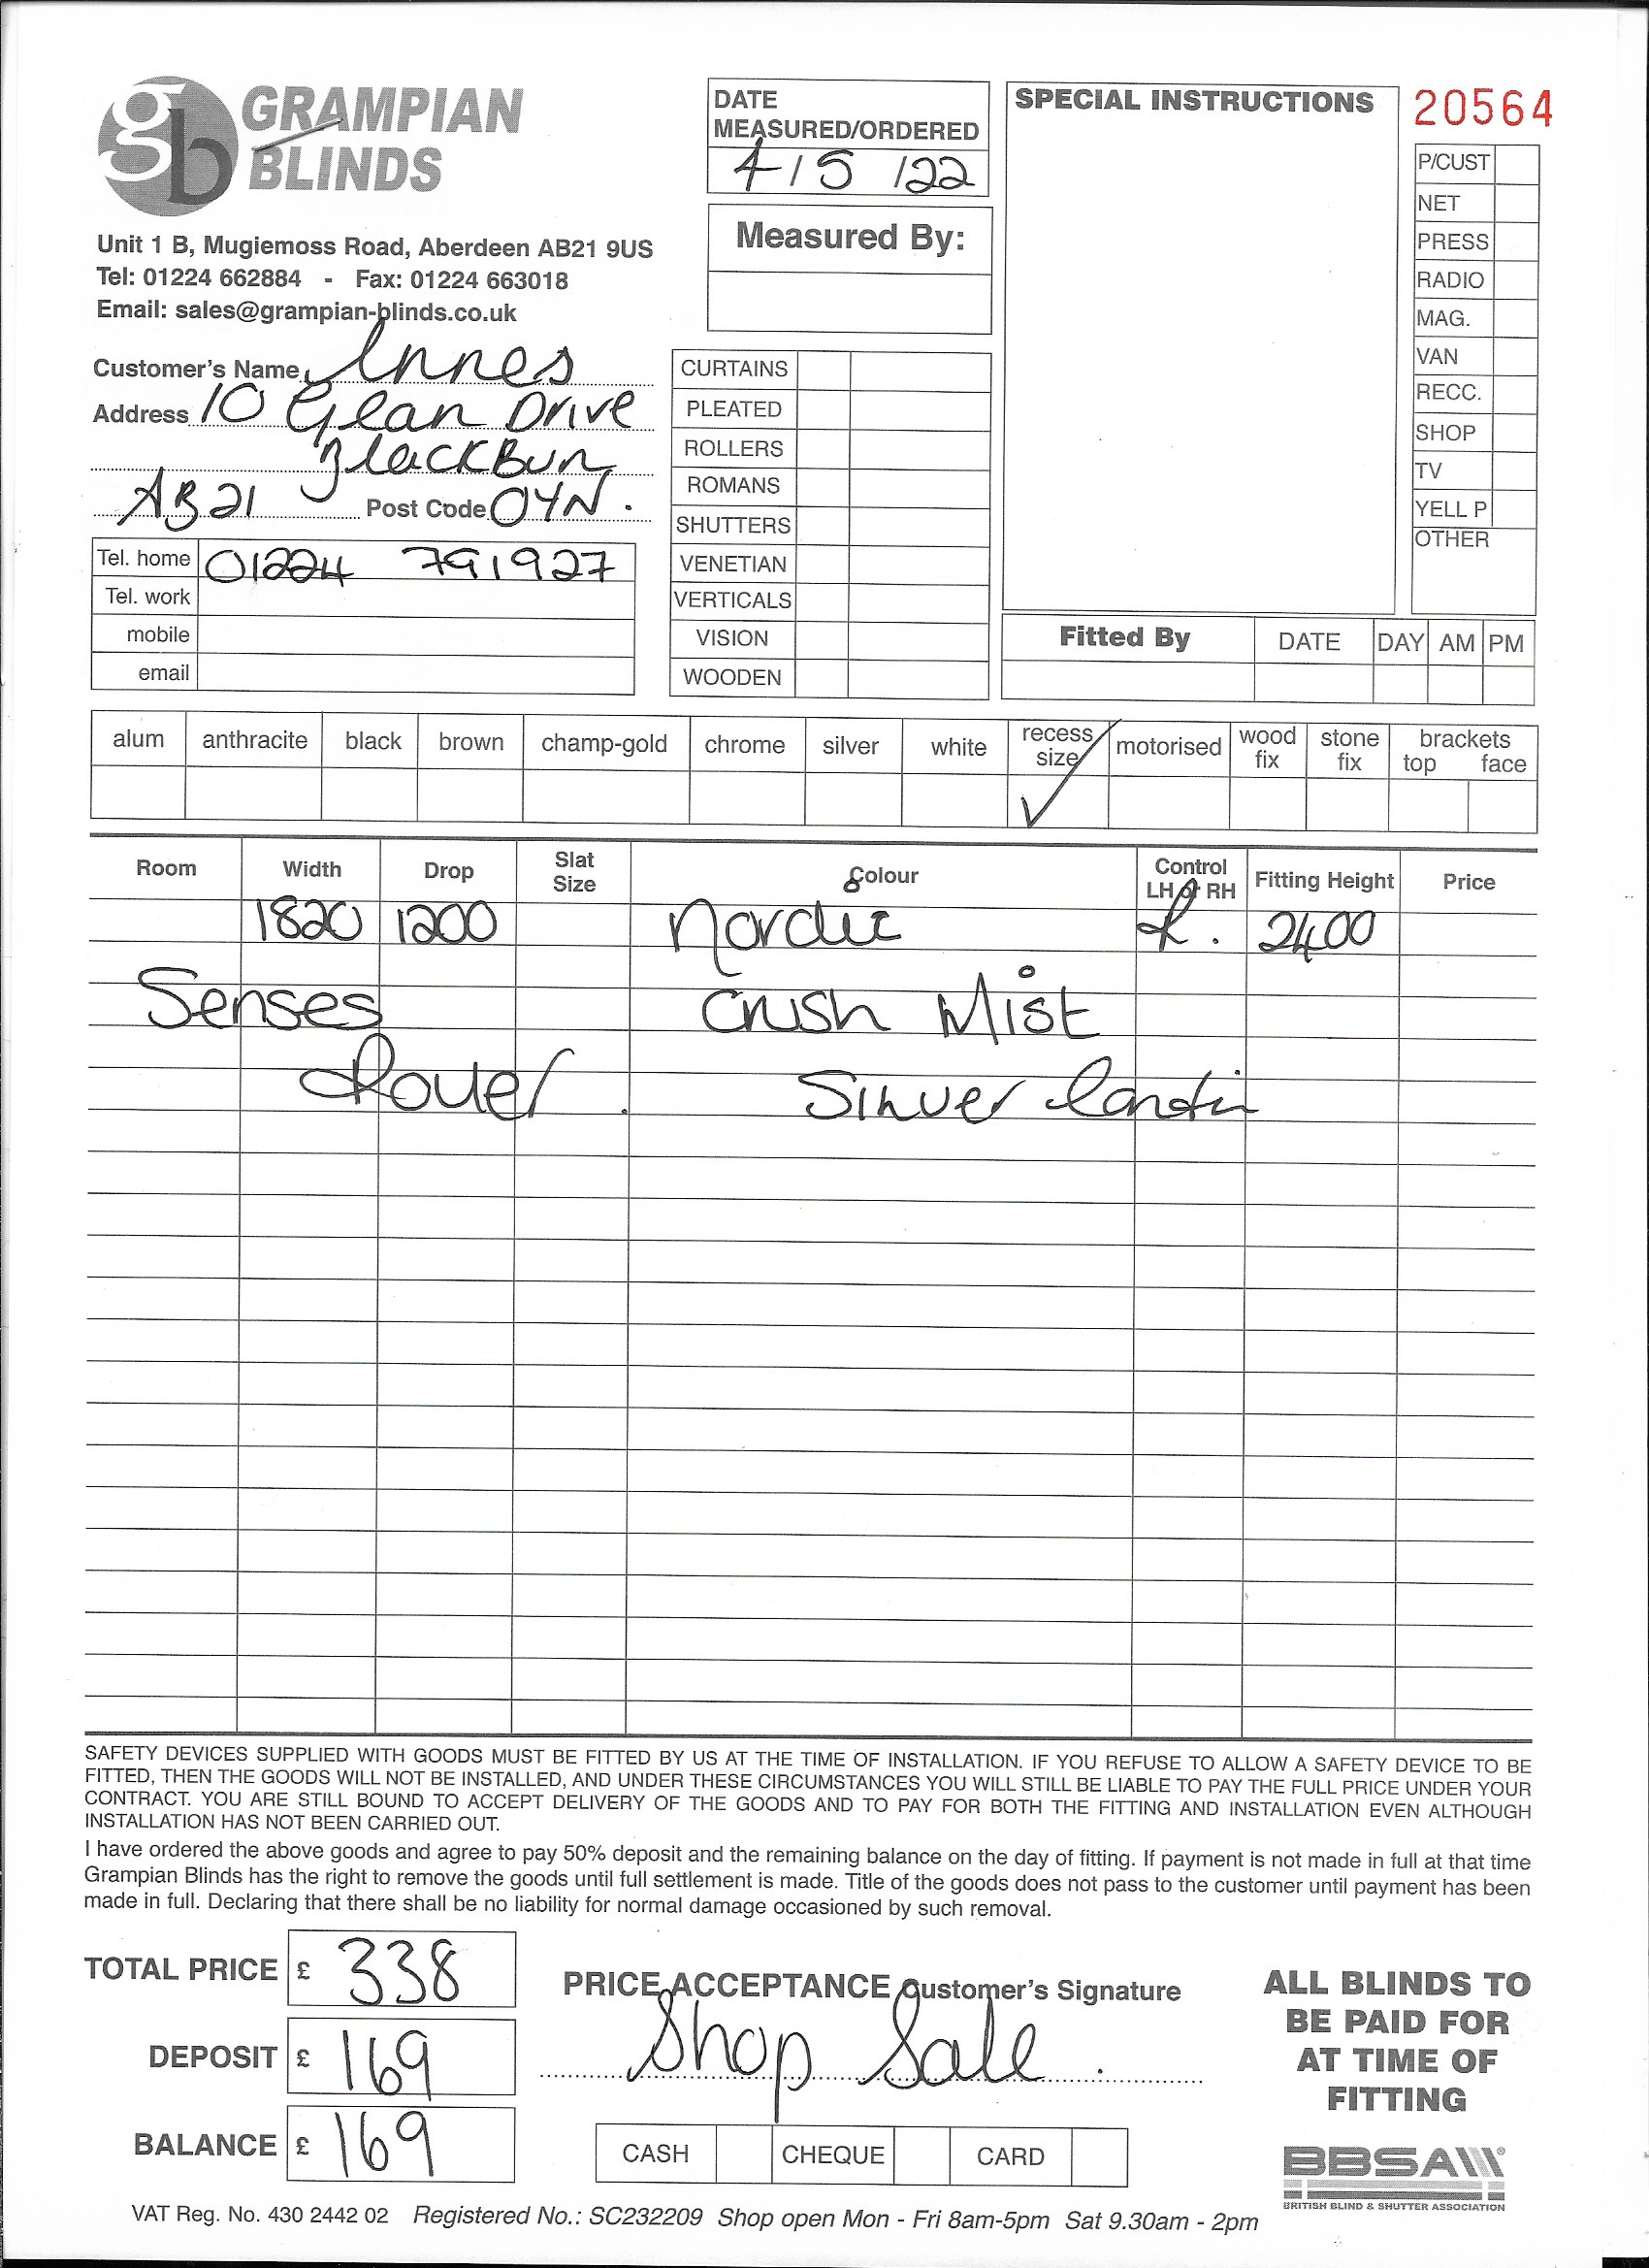 gb GRAMPIAN BLINDS
Unit 1 B, Mugiemoss Road, Aberdeen AB21 9US
Tel: 01224 662884 - Fax: 01224 663018
Email: sales@grampian-blinds.co.uk
Customer's Name Innes
Address 10 Glean Drive
Blackburn
AB21 Post Code 0YN.
Tel. home 01224 791927
Tel. work
mobile
email
DATE
MEASURED/ORDERED
4/5/22
Measured By:
CURTAINS
PLEATED
ROLLERS
ROMANS
SHUTTERS
VENETIAN
VERTICALS
VISION
WOODEN
SPECIAL INSTRUCTIONS
20564
P/CUST
NET
PRESS
RADIO
MAG.
VAN
RECC.
SHOP
TV
YELL P
OTHER
Fitted By DATE DAY AM PM
alum anthracite black brown champ-gold chrome silver white recess size motorised wood fix stone fix brackets top face
✓
Room Width Drop Slat Size Colour Control LH or RH Fitting Height Price
1820 1200 Nordic R. 2400
Senses Crush Mist
Roller. Silver
SAFETY DEVICES SUPPLIED WITH GOODS MUST BE FITTED BY US AT THE TIME OF INSTALLATION. IF YOU REFUSE TO ALLOW A SAFETY DEVICE TO BE
FITTED, THEN THE GOODS WILL NOT BE INSTALLED, AND UNDER THESE CIRCUMSTANCES YOU WILL STILL BE LIABLE TO PAY THE FULL PRICE UNDER YOUR
CONTRACT. YOU ARE STILL BOUND TO ACCEPT DELIVERY OF THE GOODS AND TO PAY FOR BOTH THE FITTING AND INSTALLATION EVEN ALTHOUGH
INSTALLATION HAS NOT BEEN CARRIED OUT.
I have ordered the above goods and agree to pay 50% deposit and the remaining balance on the day of fitting. If payment is not made in full at that time
Grampian Blinds has the right to remove the goods until full settlement is made. Title of the goods does not pass to the customer until payment has been
made in full. Declaring that there shall be no liability for normal damage occasioned by such removal.
TOTAL PRICE £ 338
DEPOSIT £ 169
BALANCE £ 169
PRICE ACCEPTANCE Customer's Signature
Shop Sale.
CASH CHEQUE CARD
ALL BLINDS TO
BE PAID FOR
AT TIME OF
FITTING
BBSA
BRITISH BLIND & SHUTTER ASSOCIATION
VAT Reg. No. 430 2442 02 Registered No.: SC232209 Shop open Mon - Fri 8am-5pm Sat 9.30am - 2pm